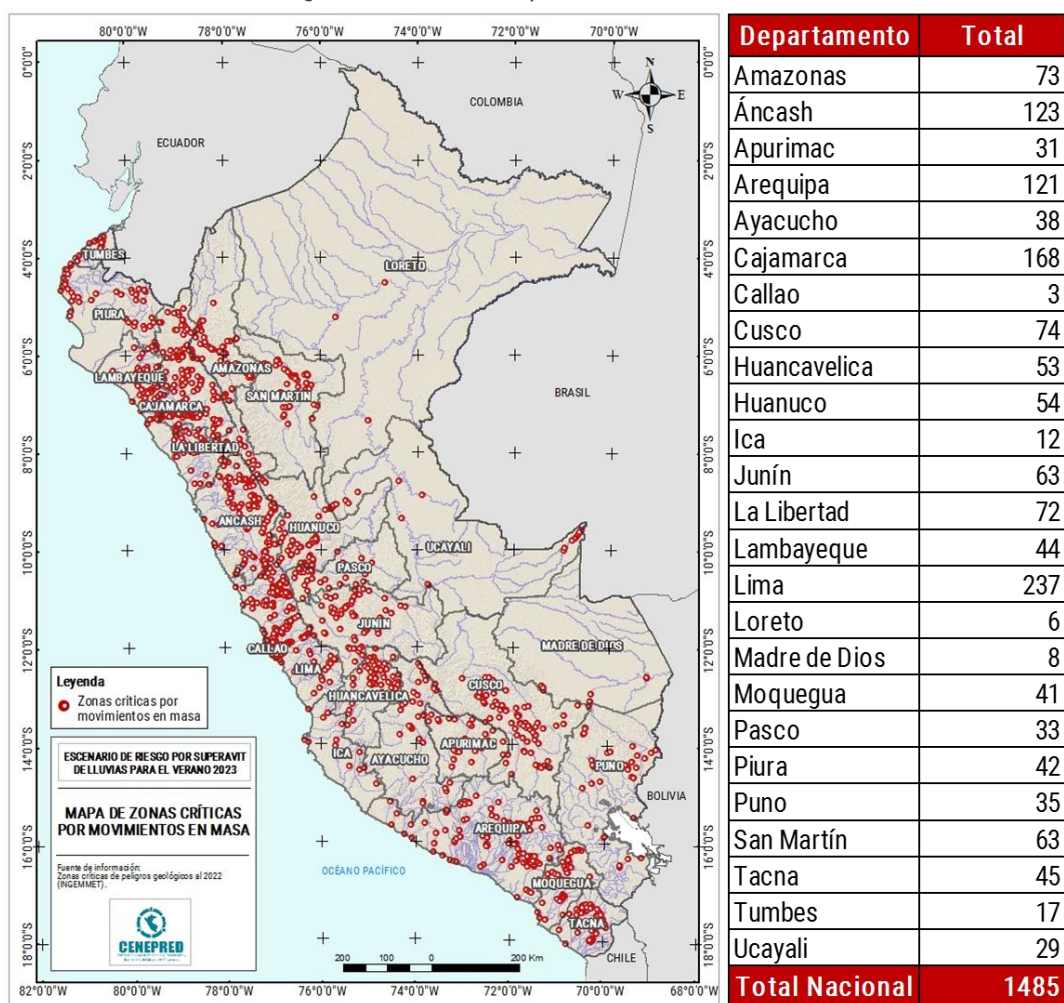 80°0'0"W 78°0'0"W 76°0'0"W 74°0'0"W 72°0'0"W 70°0'0"W
0°0'0"
2°0'0"S
4°0'0"S
6°0'0"S
8°0'0"S
10°0'0"S
12°0'0"S
14°0'0"S
16°0'0"S
18°0'0"S
N
W E
S
COLOMBIA
ECUADOR
TUMBES
LORETO
PIURA
AMAZONAS
LAMBAYEQUE
SAN MARTIN
BRASIL
CAJAMARCA
LA LIBERTAD
ANCASH
HUANUCO
UCAYALI
PASCO
JUNIN
CALLAO
MADRE DE DIOS
LIMA
CUSCO
HUANCAVELICA
ICA
AYACUCHO
APURIMAC
PUNO
BOLIVIA
AREQUIPA
OCÉANO PACÍFICO
MOQUEGUA
TACNA
CHILE
Leyenda
Zonas críticas por
movimientos en masa
ESCENARIO DE RIESGO POR SUPERAVIT
DE LLUVIAS PARA EL VERANO 2023
MAPA DE ZONAS CRÍTICAS
POR MOVIMIENTOS EN MASA
Fuente de información:
Zonas críticas de peligros geológicos al 2022
(INGEMMET).
CENEPRED
200 100 0 200 Km
0°0'0"
2°0'0"S
4°0'0"S
6°0'0"S
8°0'0"S
10°0'0"S
12°0'0"S
14°0'0"S
16°0'0"S
18°0'0"S
82°0'0"W 80°0'0"W 78°0'0"W 76°0'0"W 74°0'0"W 72°0'0"W 70°0'0"W 68°0'0"W
Departamento Total
Amazonas 73
Áncash 123
Apurimac 31
Arequipa 121
Ayacucho 38
Cajamarca 168
Callao 3
Cusco 74
Huancavelica 53
Huanuco 54
Ica 12
Junín 63
La Libertad 72
Lambayeque 44
Lima 237
Loreto 6
Madre de Dios 8
Moquegua 41
Pasco 33
Piura 42
Puno 35
San Martín 63
Tacna 45
Tumbes 17
Ucayali 29
Total Nacional 1485